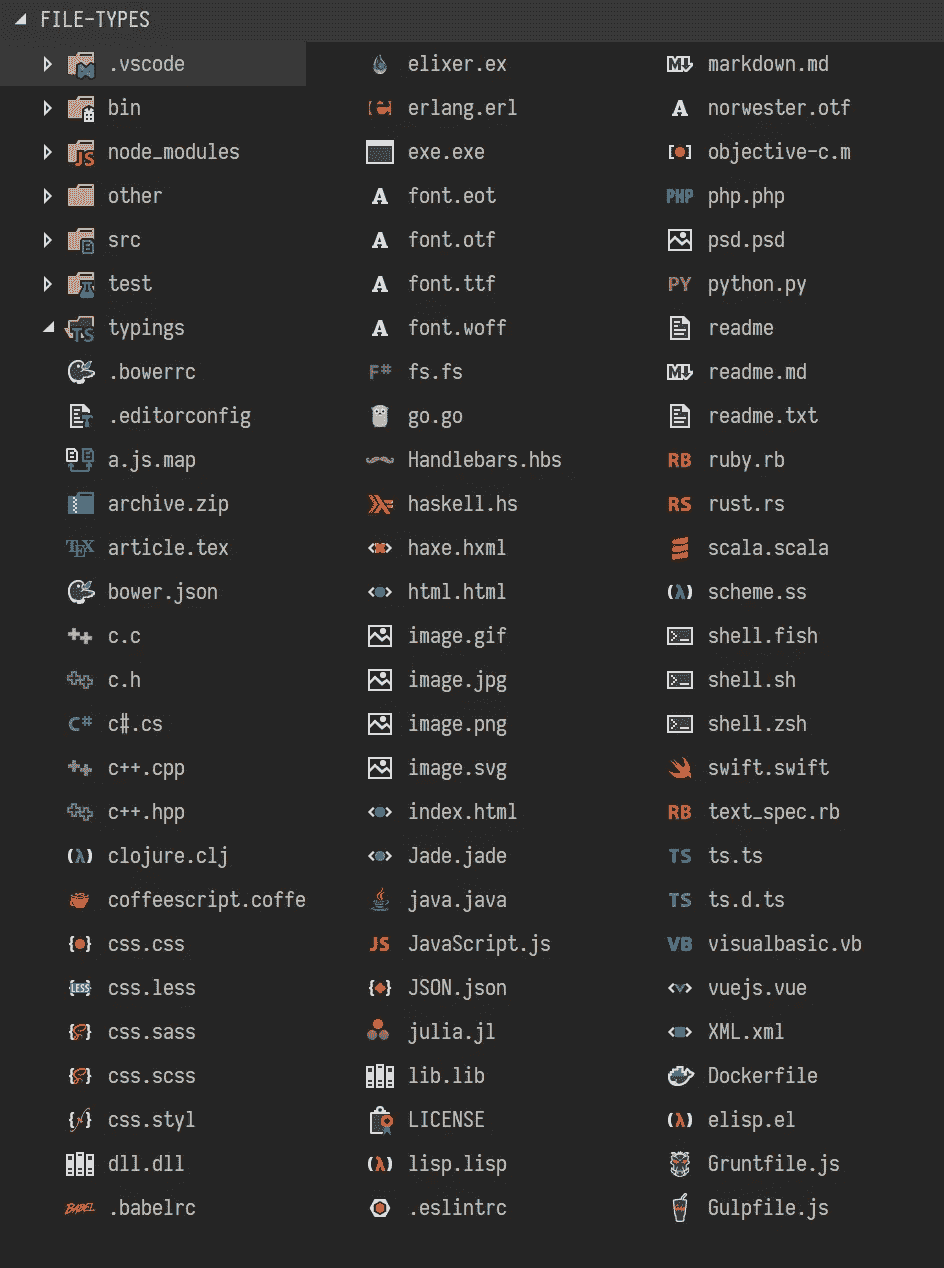 FILE-TYPES
.vscode
bin
node_modules
other
src
test
typings
.bowerrc
.editorconfig
a.js.map
archive.zip
article.tex
bower.json
c.c
c.h
c#.cs
c++.cpp
c++.hpp
clojure.clj
coffeescript.coffe
css.css
css.less
css.sass
css.scss
css.styl
dll.dll
.babelrc
elixer.ex
erlang.erl
exe.exe
font.eot
font.otf
font.ttf
font.woff
fs.fs
go.go
Handlebars.hbs
haskell.hs
haxe.hxml
html.html
image.gif
image.jpg
image.png
image.svg
index.html
Jade.jade
java.java
JavaScript.js
JSON.json
julia.jl
lib.lib
LICENSE
lisp.lisp
.eslintrc
markdown.md
norwester.otf
objective-c.m
php.php
psd.psd
python.py
readme
readme.md
readme.txt
ruby.rb
rust.rs
scala.scala
scheme.ss
shell.fish
shell.sh
shell.zsh
swift.swift
text_spec.rb
ts.ts
ts.d.ts
visualbasic.vb
vuejs.vue
XML.xml
Dockerfile
elisp.el
Gruntfile.js
Gulpfile.js